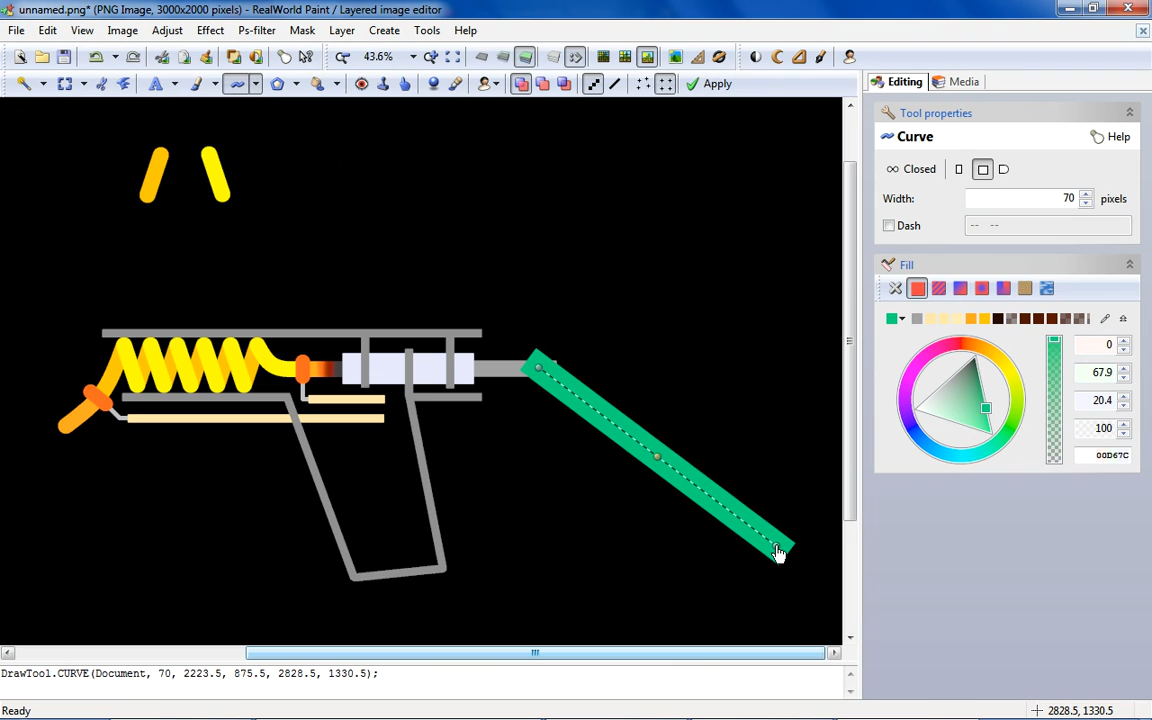 unnamed.png* (PNG Image, 3000x2000 pixels) - RealWorld Paint / Layered image editor
File Edit View Image Adjust Effect Ps-filter Mask Layer Create Tools Help
43.6%
Apply
Editing Media
Tool properties
Curve Help
Closed
Width: 70 pixels
Dash -- --
Fill
0
67.9
20.4
100
00D67C
DrawTool.CURVE(Document, 70, 2223.5, 875.5, 2828.5, 1330.5);
Ready 2828.5, 1330.5